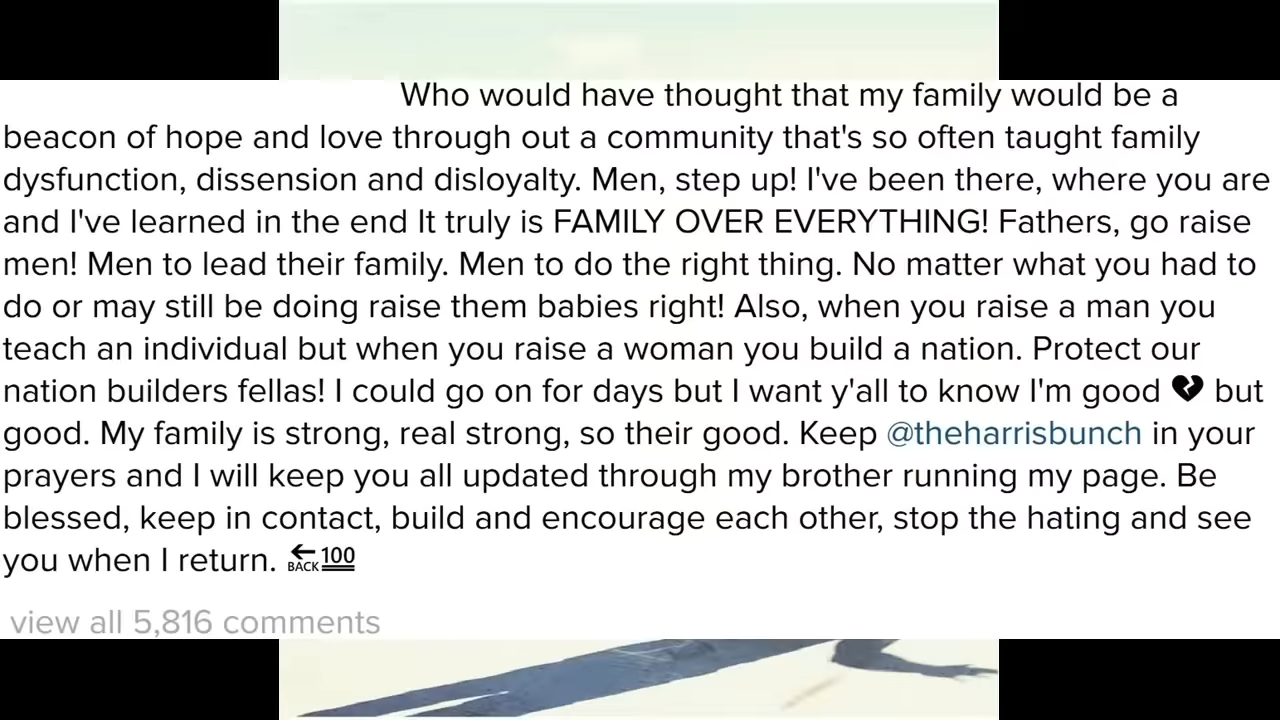 Who would have thought that my family would be a
beacon of hope and love through out a community that's so often taught family
dysfunction, dissension and disloyalty. Men, step up! I've been there, where you are
and I've learned in the end It truly is FAMILY OVER EVERYTHING! Fathers, go raise
men! Men to lead their family. Men to do the right thing. No matter what you had to
do or may still be doing raise them babies right! Also, when you raise a man you
teach an individual but when you raise a woman you build a nation. Protect our
nation builders fellas! I could go on for days but I want y'all to know I'm good 💔 but
good. My family is strong, real strong, so their good. Keep @theharrisbunch in your
prayers and I will keep you all updated through my brother running my page. Be
blessed, keep in contact, build and encourage each other, stop the hating and see
you when I return. 🔙💯
view all 5,816 comments